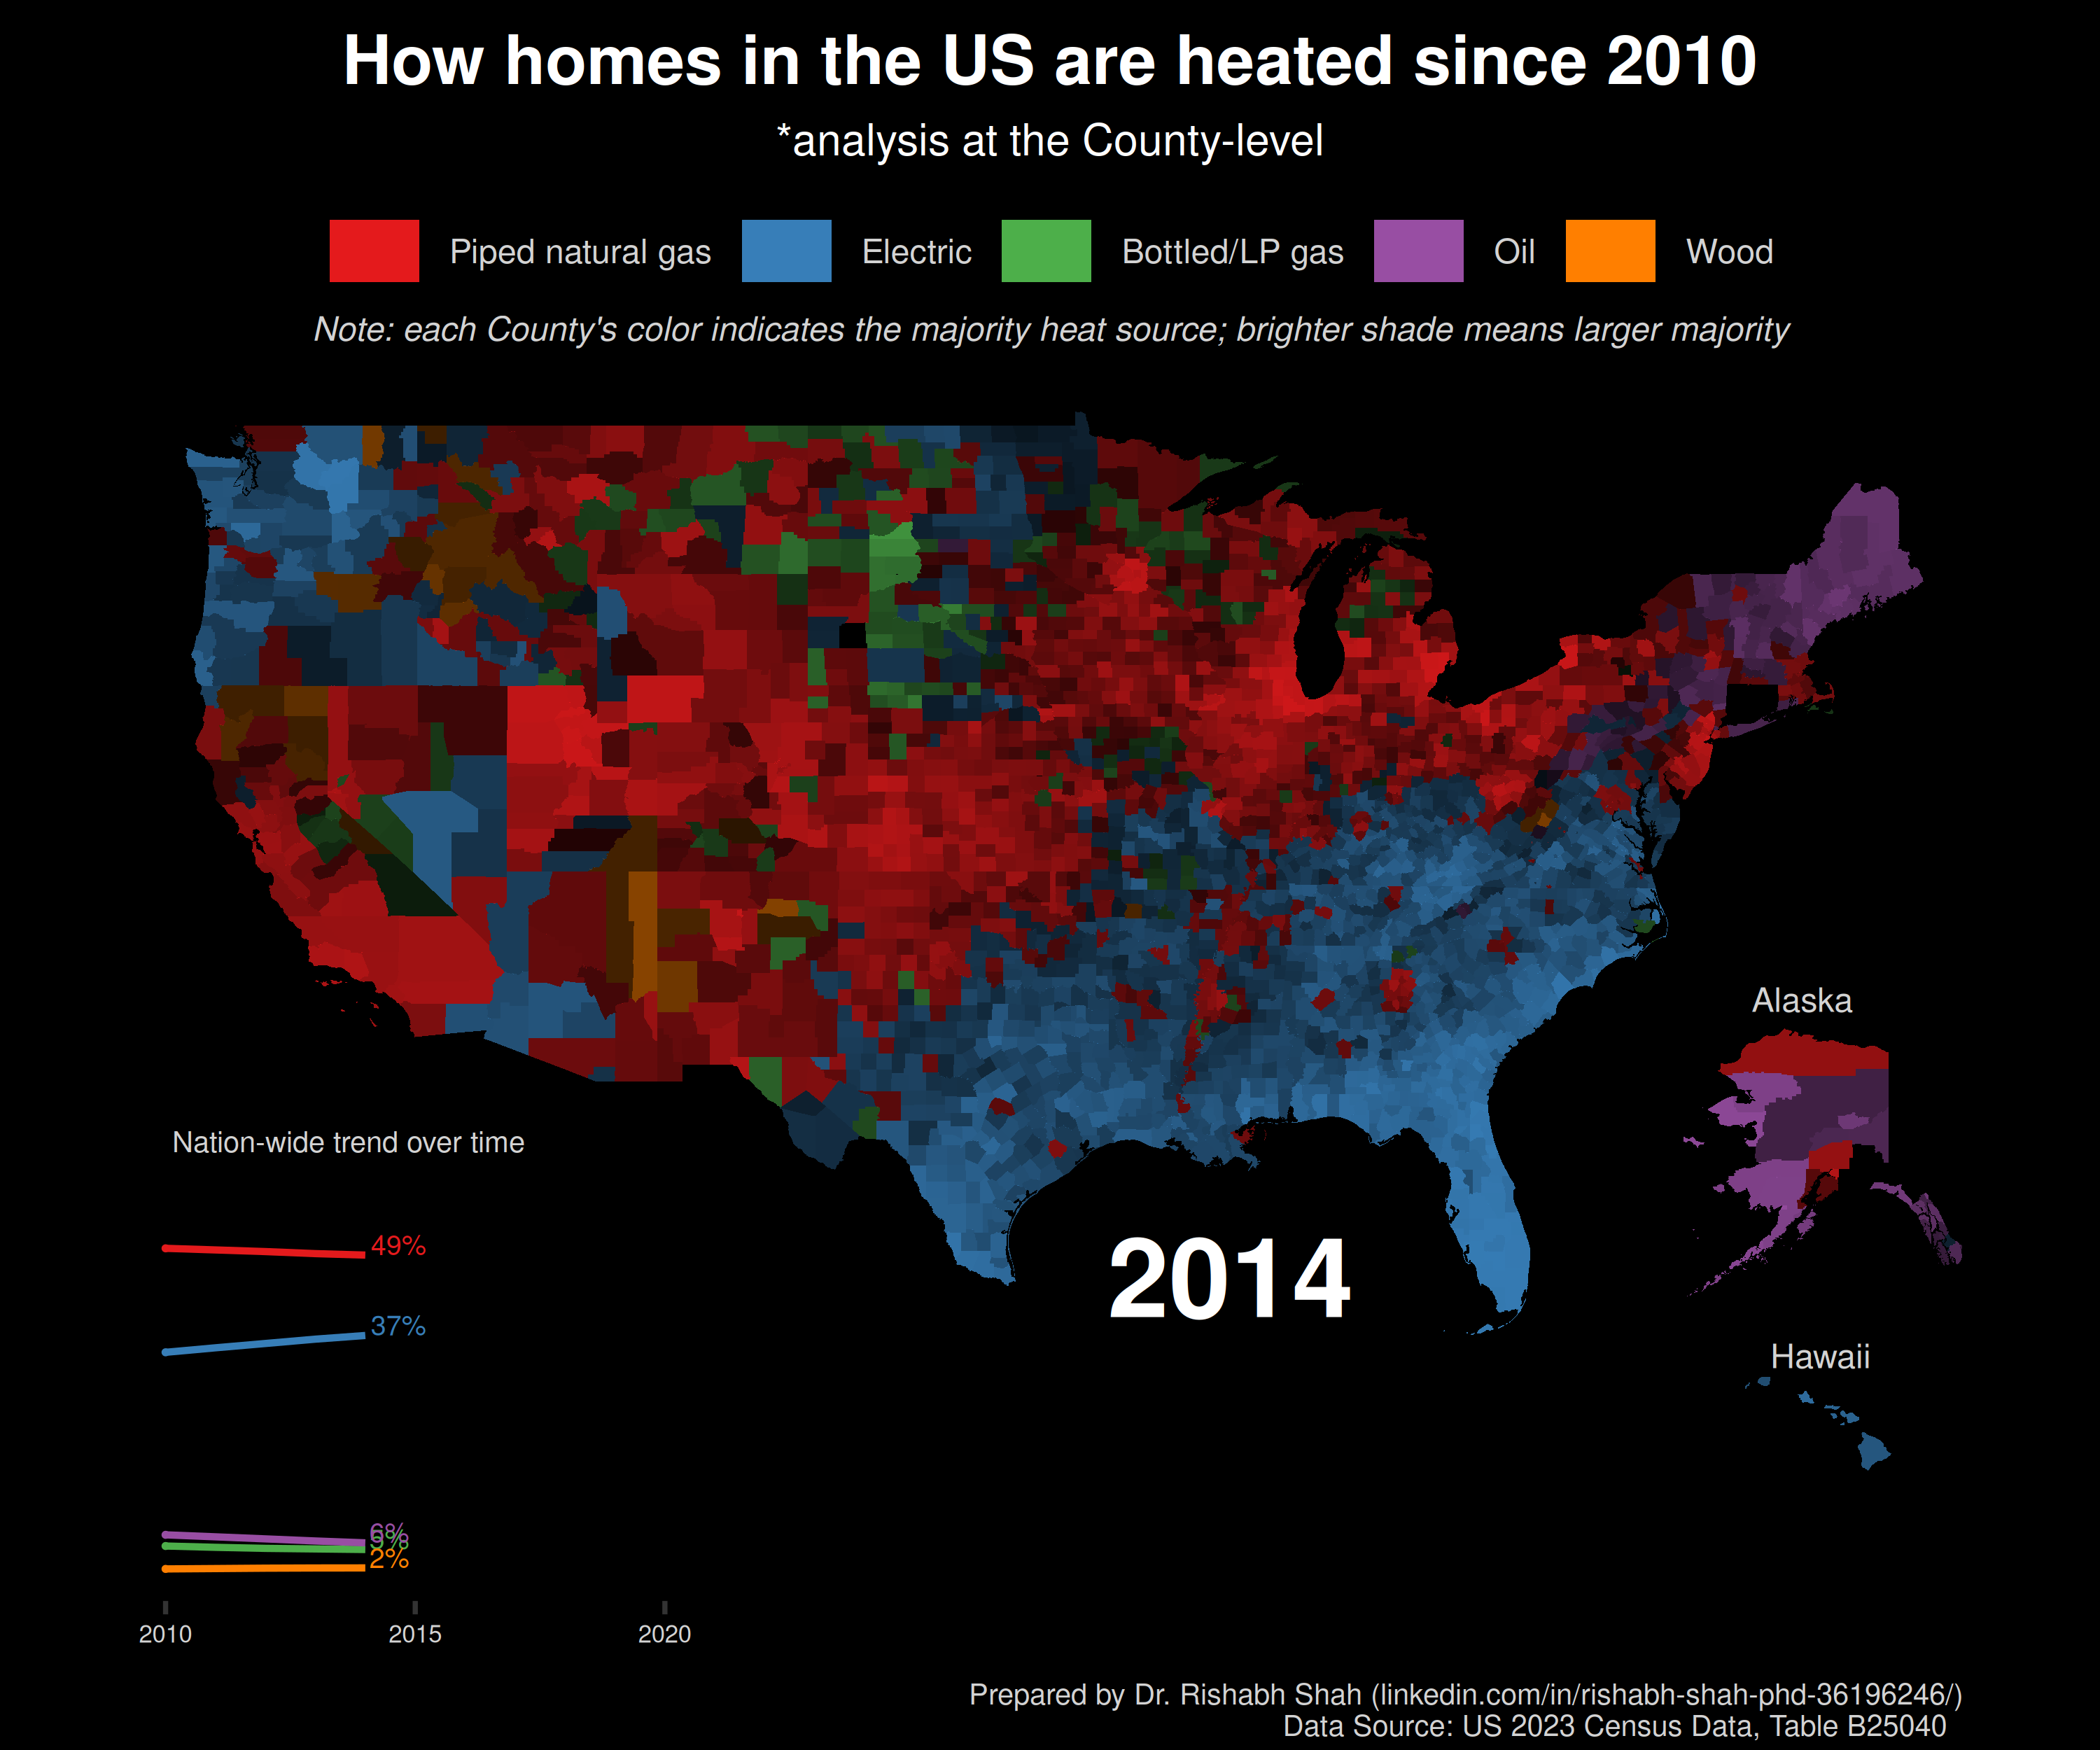 How homes in the US are heated since 2010
*analysis at the County-level
Piped natural gas Electric Bottled/LP gas Oil Wood
Note: each County's color indicates the majority heat source; brighter shade means larger majority
Alaska
Nation-wide trend over time
49%
2014
37%
Hawaii
6%
5%
2%
2010 2015 2020
Prepared by Dr. Rishabh Shah (linkedin.com/in/rishabh-shah-phd-36196246/)
Data Source: US 2023 Census Data, Table B25040